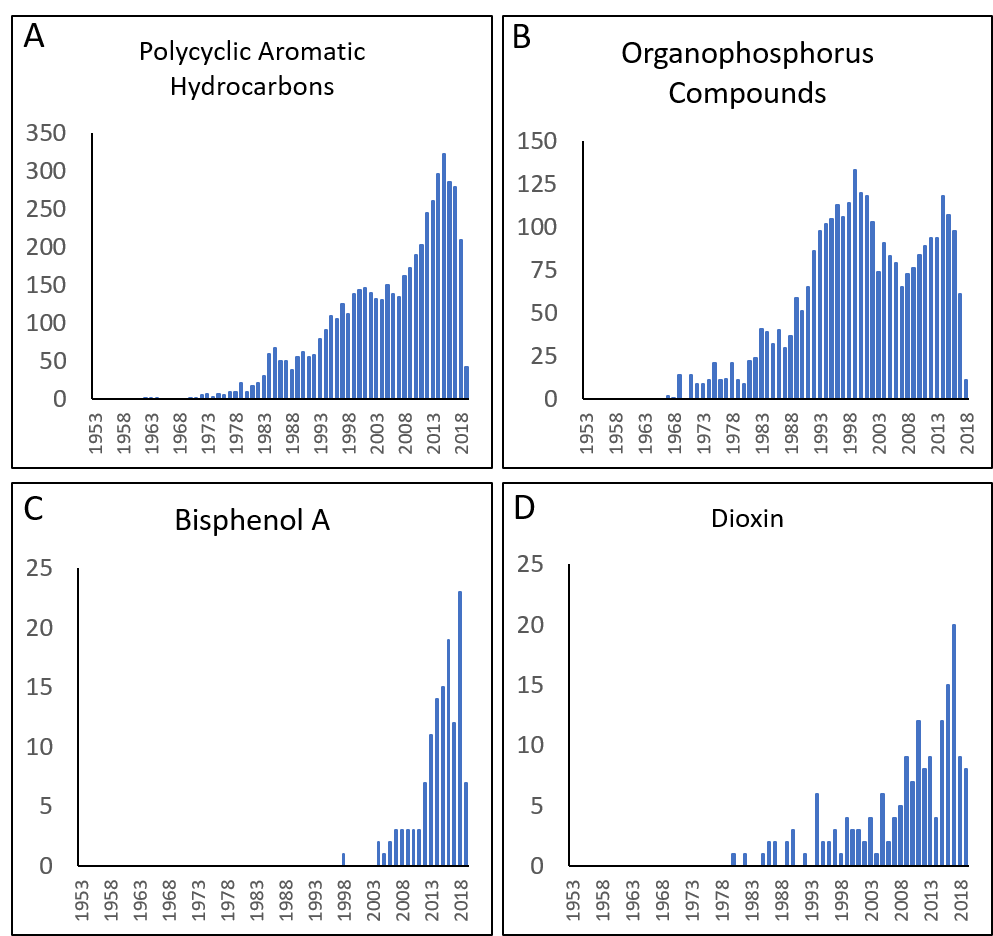 A
Polycyclic Aromatic
Hydrocarbons
350
300
250
200
150
100
50
0
1953 1958 1963 1968 1973 1978 1983 1988 1993 1998 2003 2008 2013 2018
B
Organophosphorus
Compounds
150
125
100
75
50
25
0
1953 1958 1963 1968 1973 1978 1983 1988 1993 1998 2003 2008 2013 2018
C
Bisphenol A
25
20
15
10
5
0
1953 1958 1963 1968 1973 1978 1983 1988 1993 1998 2003 2008 2013 2018
D
Dioxin
25
20
15
10
5
0
1953 1958 1963 1968 1973 1978 1983 1988 1993 1998 2003 2008 2013 2018